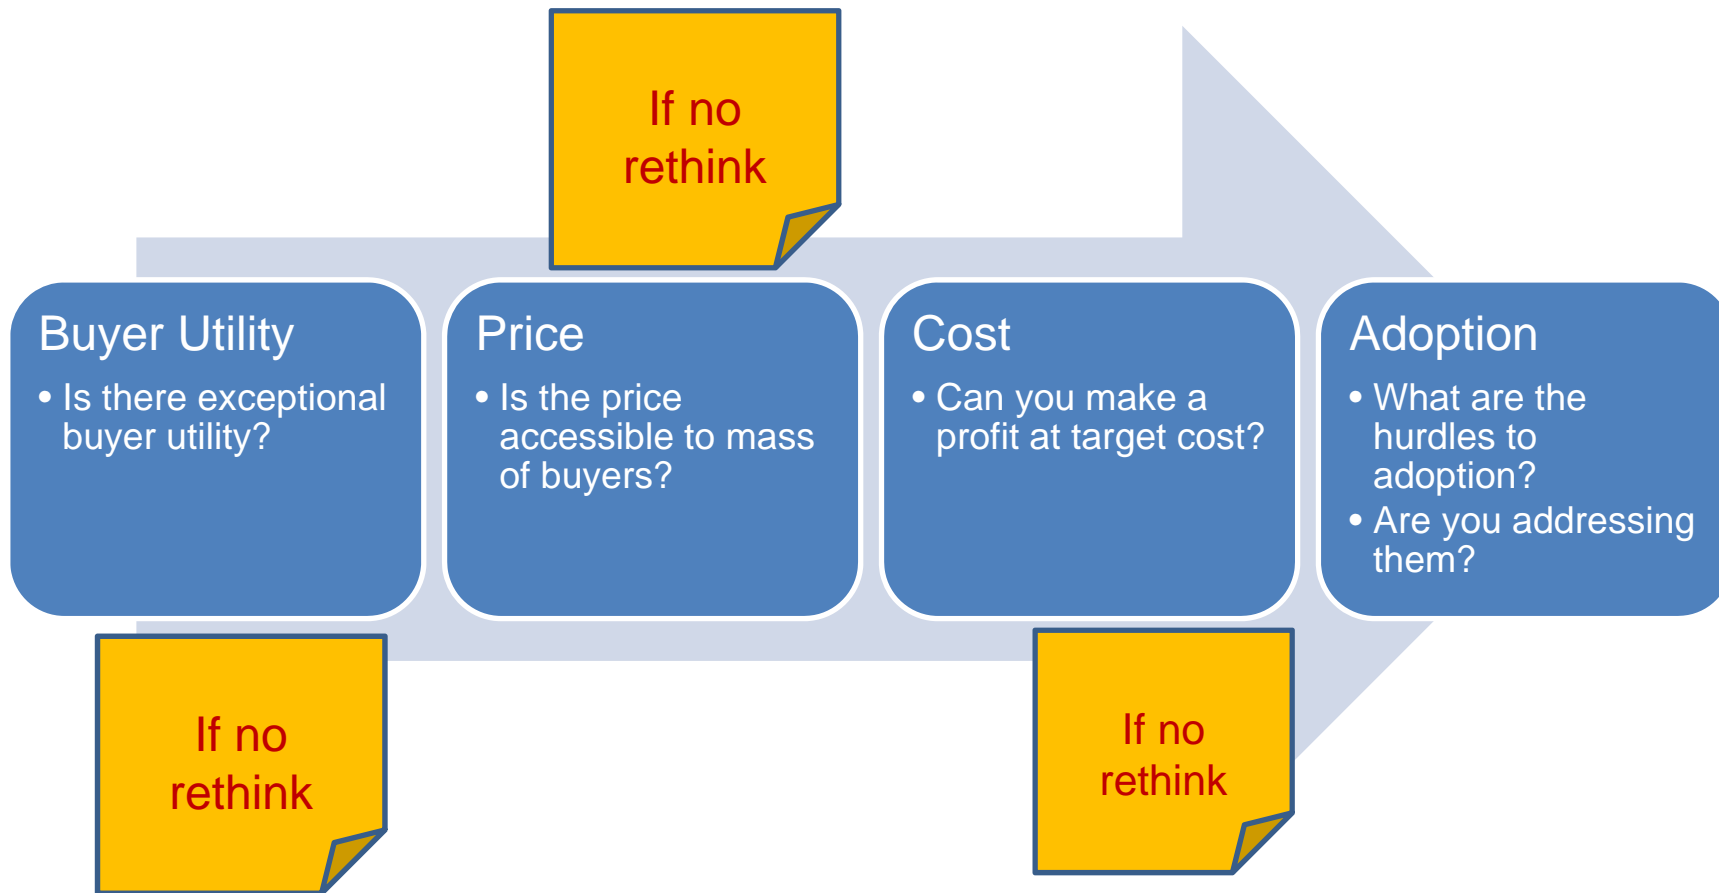 If no
rethink
Buyer Utility
• Is there exceptional
buyer utility?
Price
• Is the price
accessible to mass
of buyers?
Cost
• Can you make a
profit at target cost?
Adoption
• What are the
hurdles to
adoption?
• Are you addressing
them?
If no
rethink
If no
rethink